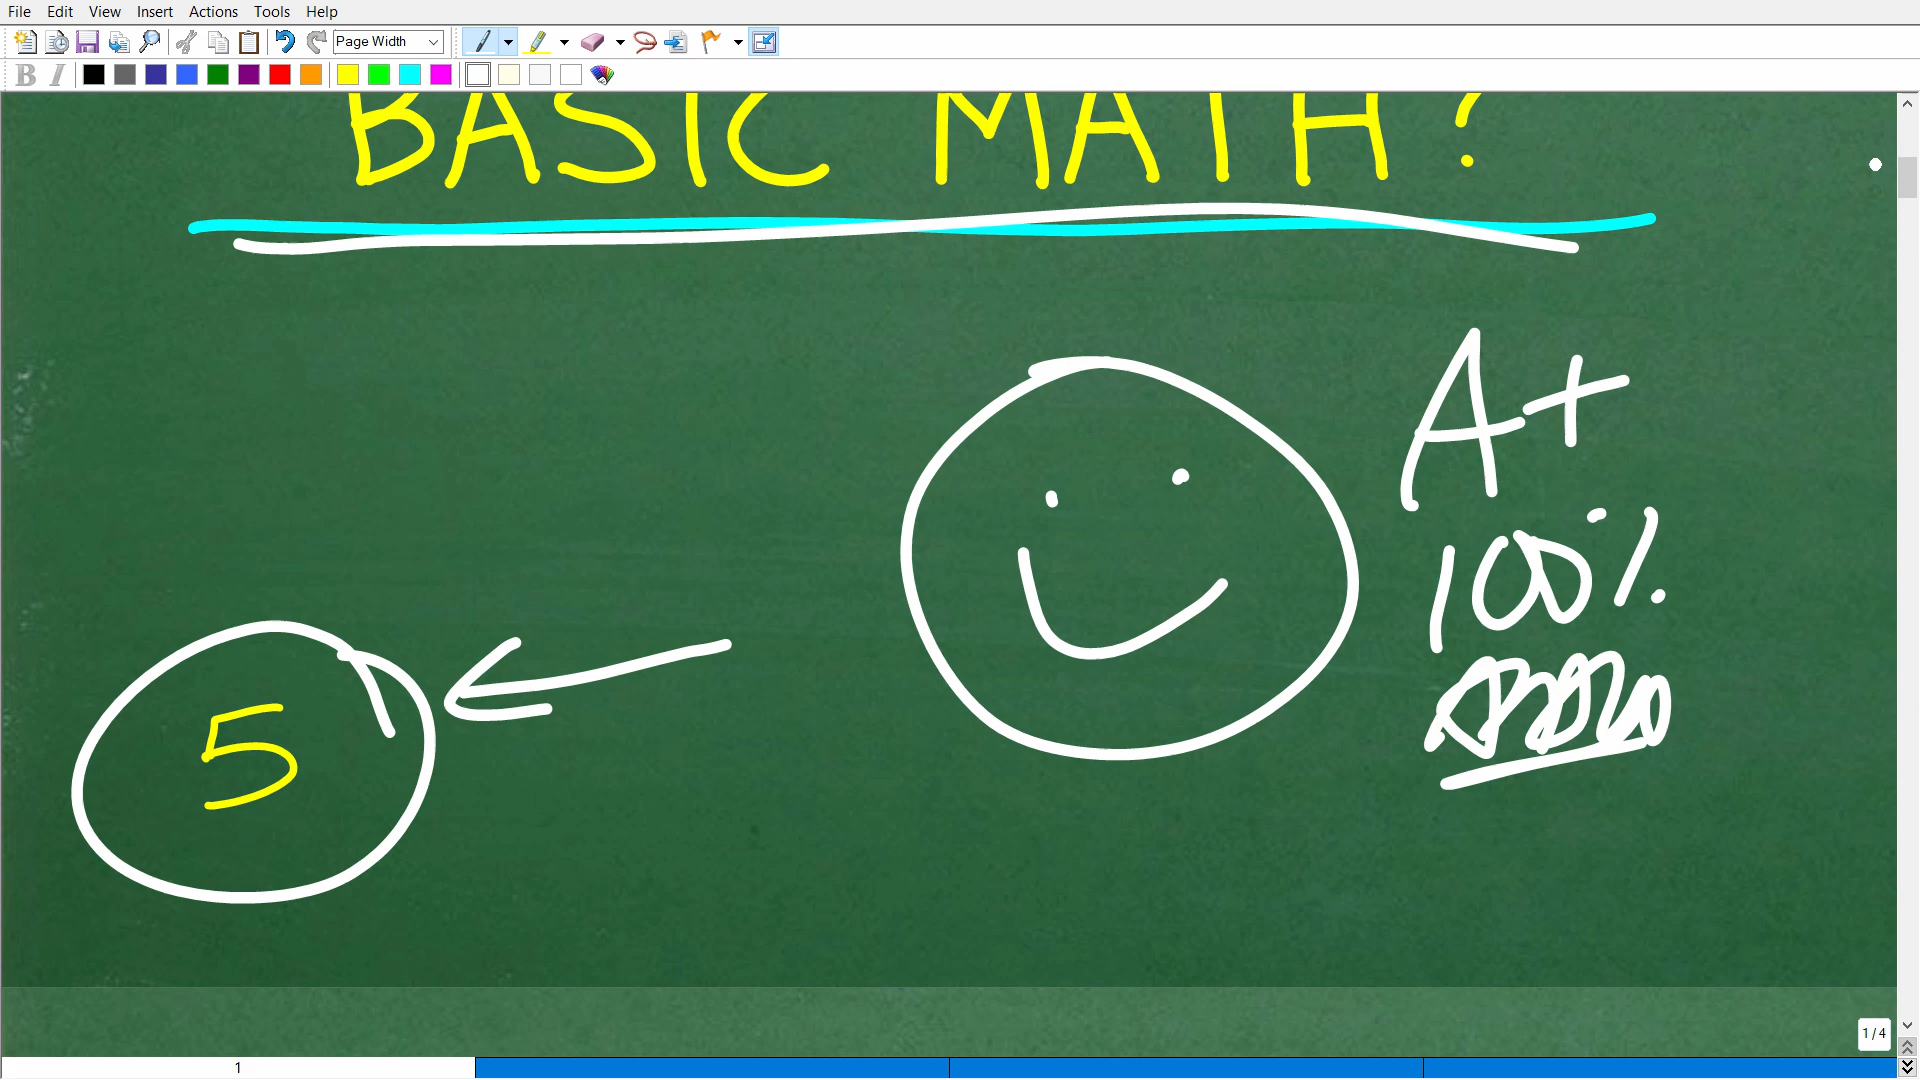 File Edit View Insert Actions Tools Help
Page Width
B I
BASIC MATH?
A+
100%
5
1 / 4
1